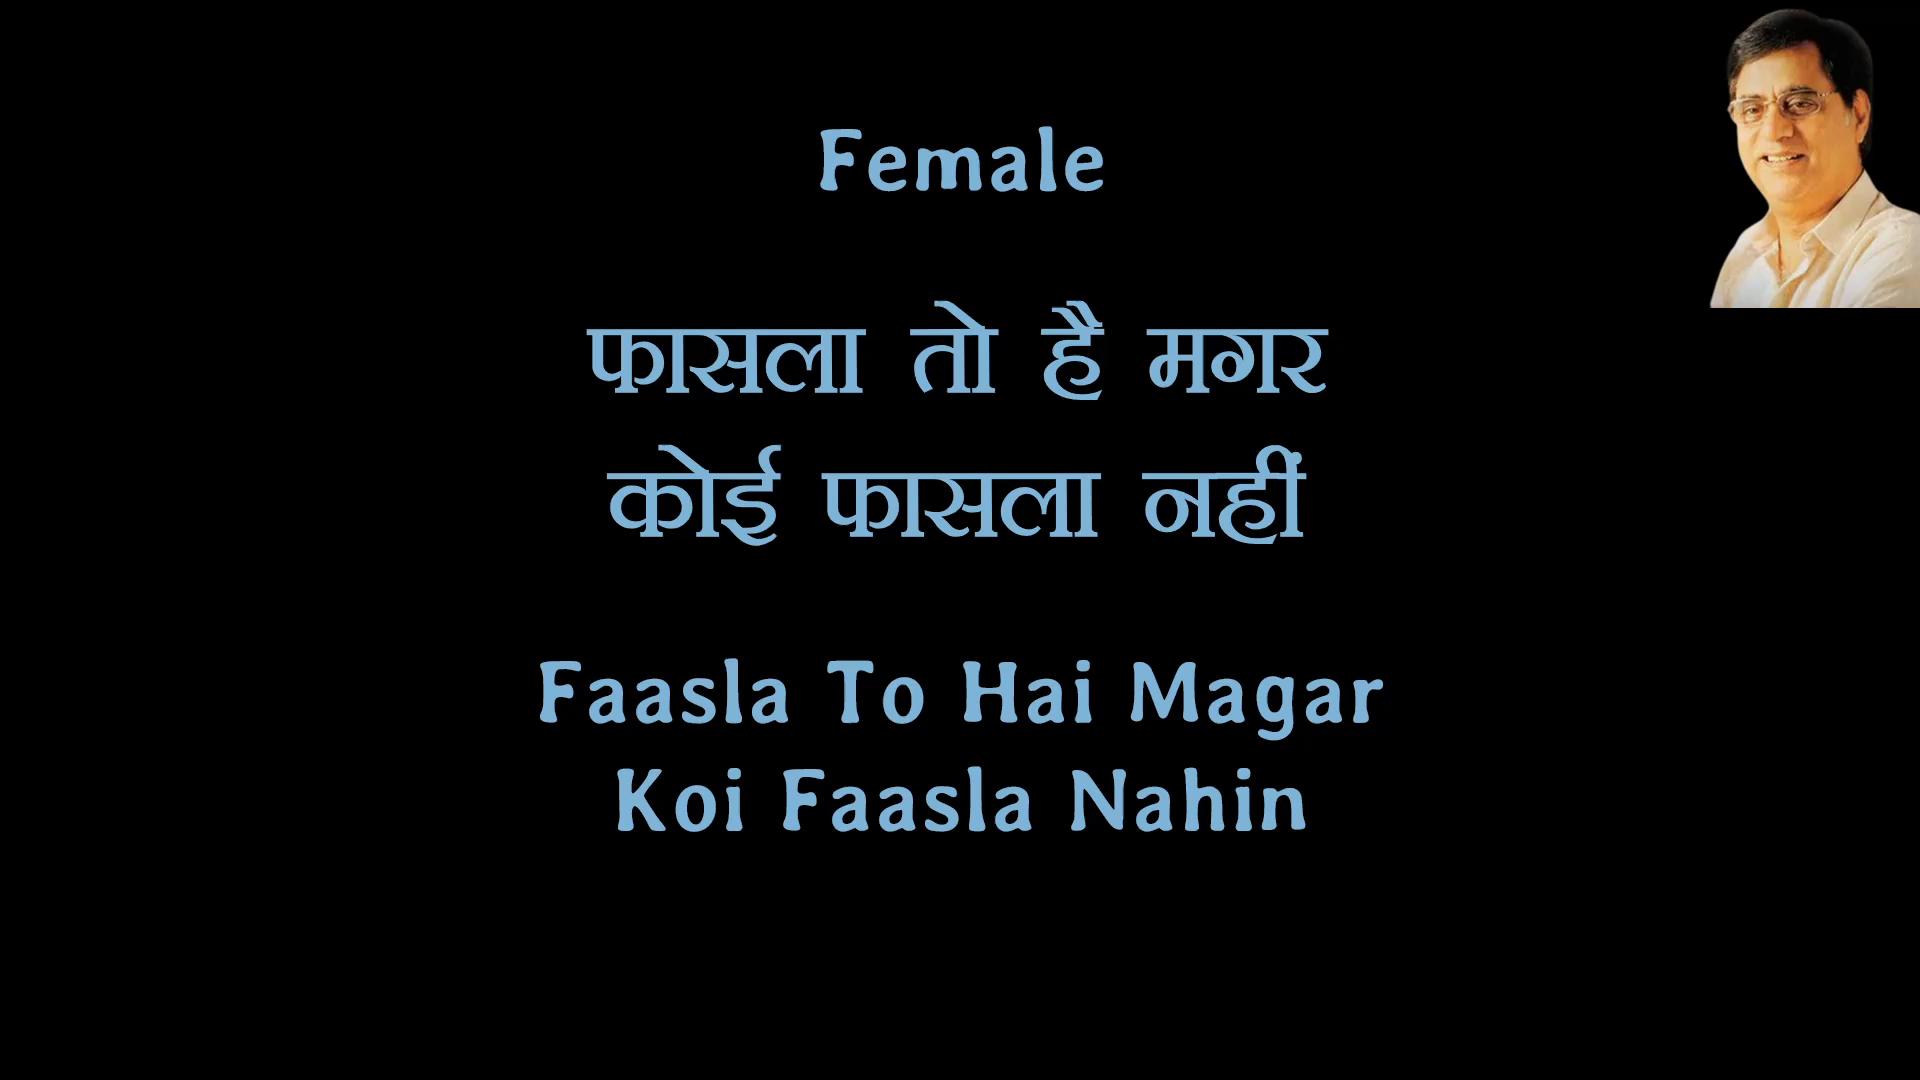 Female
फासला तो है मगर
कोई फासला नहीं
Faasla To Hai Magar
Koi Faasla Nahin